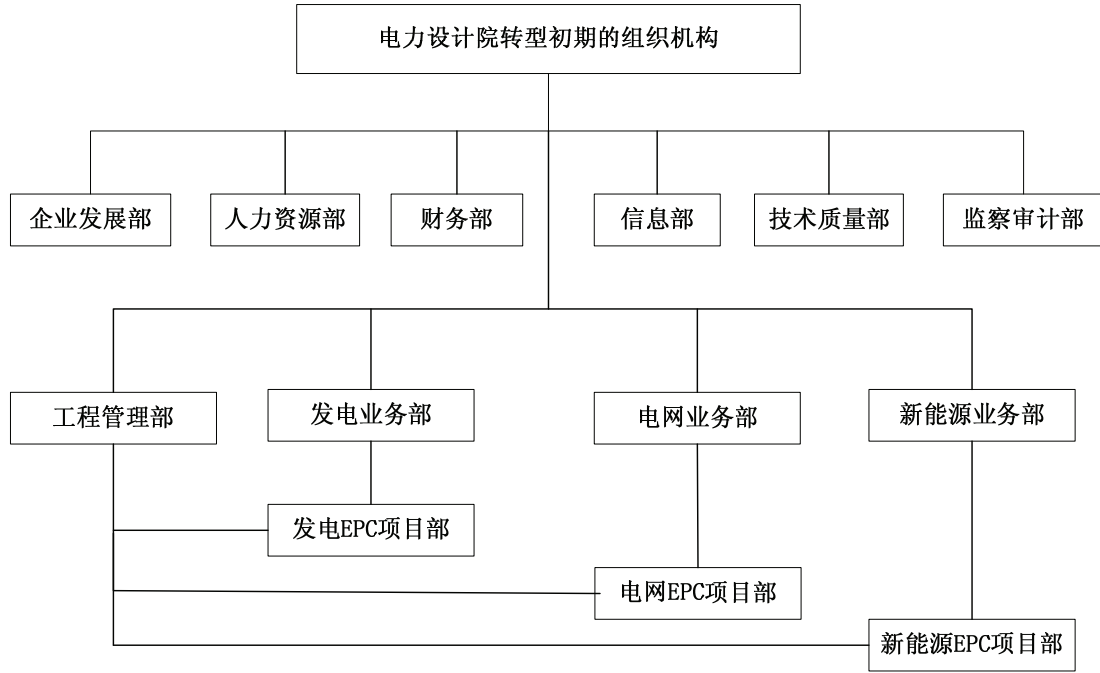 电力设计院转型初期的组织机构
企业发展部
人力资源部
财务部
信息部
技术质量部
监察审计部
工程管理部
发电业务部
电网业务部
新能源业务部
发电EPC项目部
电网EPC项目部
新能源EPC项目部